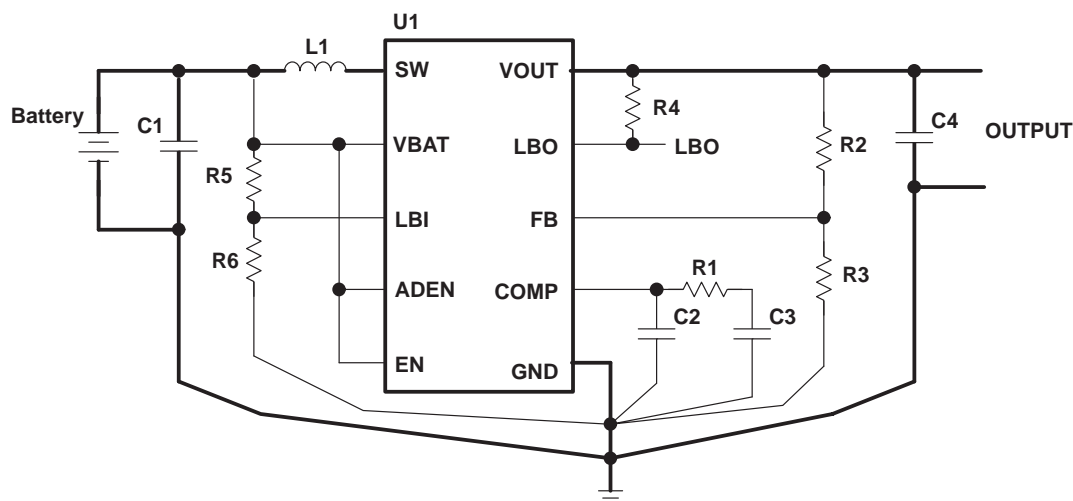 U1
L1
SW
VOUT
Battery
C1
R4
C4
OUTPUT
VBAT
LBO
LBO
R2
R5
LBI
FB
R6
R1
R3
ADEN
COMP
C2
C3
EN
GND